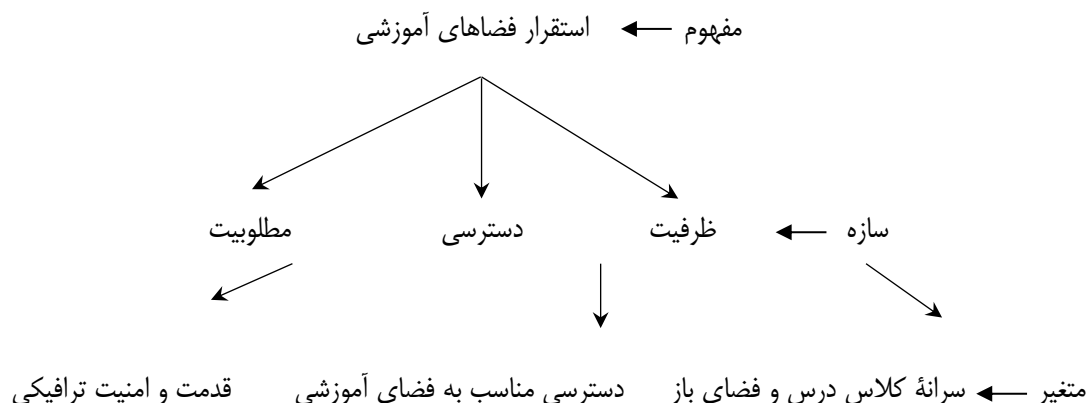 مفهوم استقرار فضاهای آموزشی
سازه ظرفیت دسترسی مطلوبیت
متغیر سرانۀ کلاس درس و فضای باز دسترسی مناسب به فضای آموزشی قدمت و امنیت ترافیکی